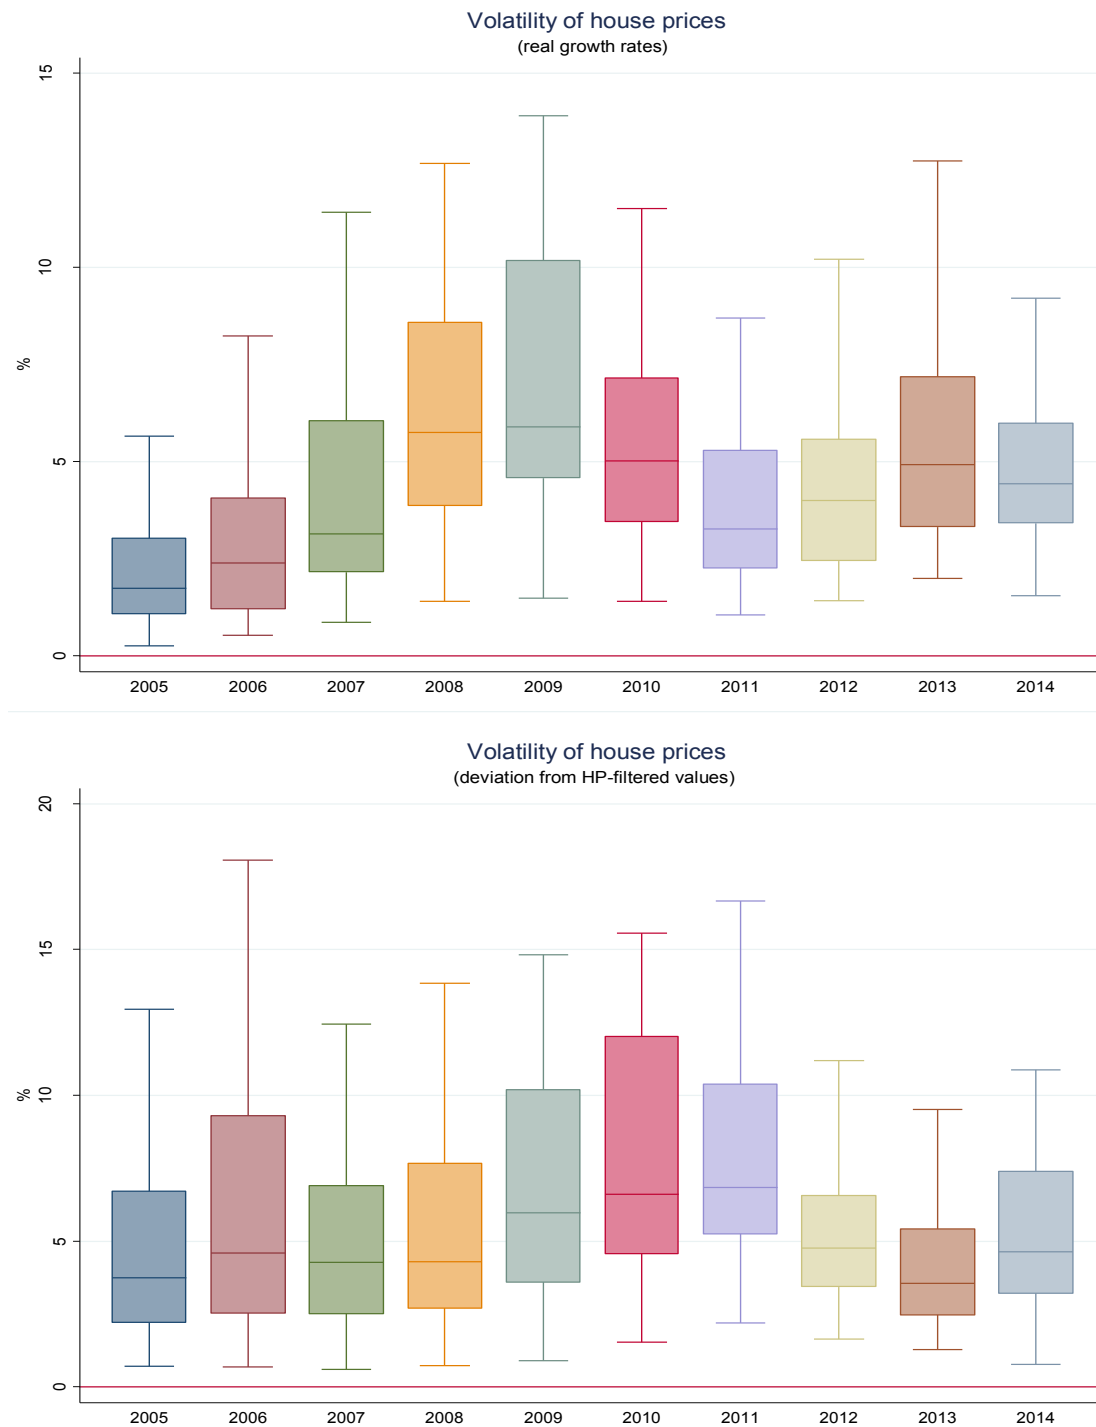 Volatility of house prices
(real growth rates)
15
10
%
5
0
2005 2006 2007 2008 2009 2010 2011 2012 2013 2014
Volatility of house prices
(deviation from HP-filtered values)
20
15
10
%
5
0
2005 2006 2007 2008 2009 2010 2011 2012 2013 2014